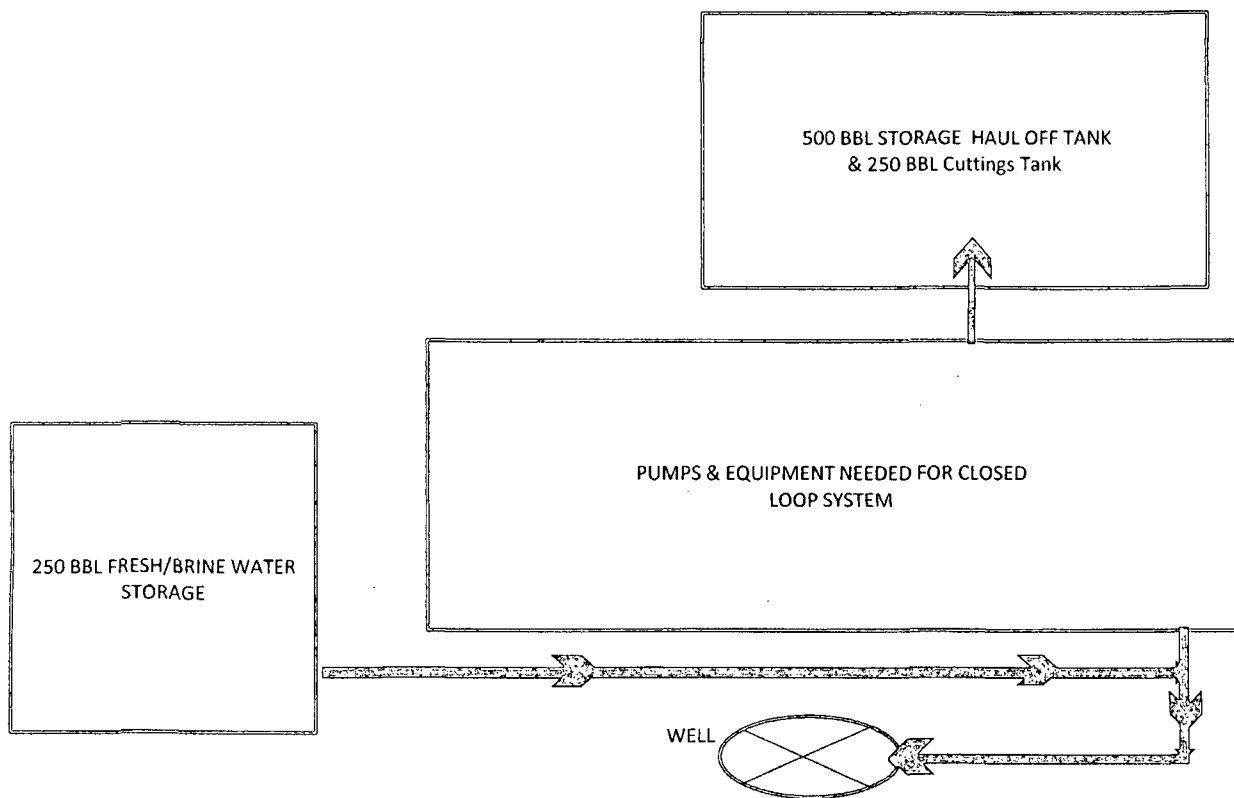 500 BBL STORAGE HAUL OFF TANK
& 250 BBL Cuttings Tank
PUMPS & EQUIPMENT NEEDED FOR CLOSED
LOOP SYSTEM
250 BBL FRESH/BRINE WATER
STORAGE
WELL